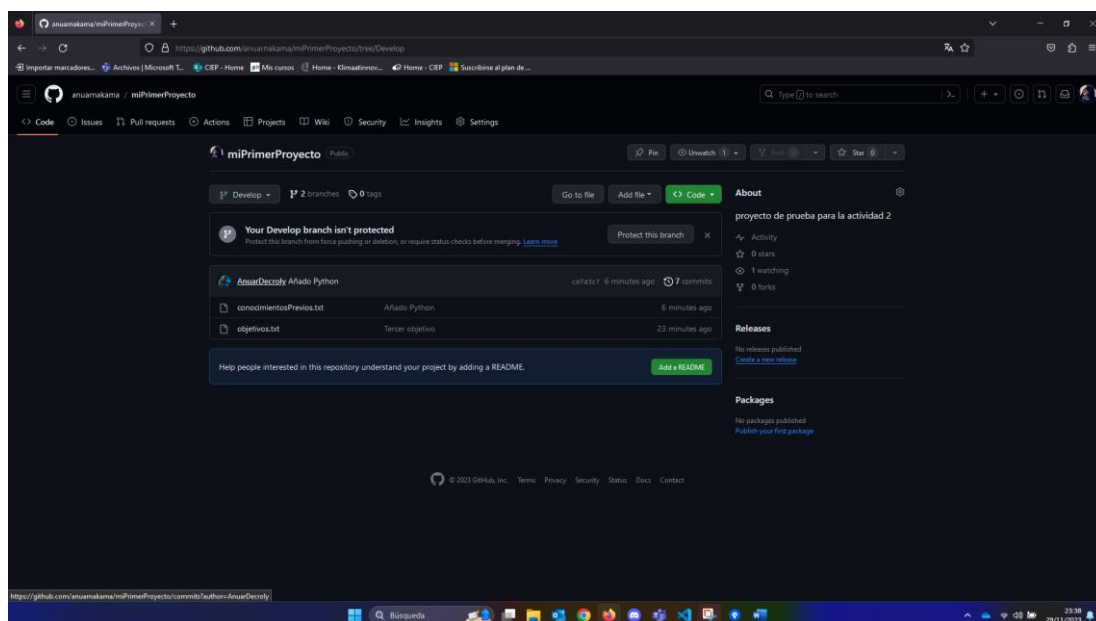 anuarnakama/miPrimerProyec
https://github.com/anuarnakama/miPrimerProyecto/tree/Develop
Importar marcadores... Archivos | Microsoft T... CIEP - Home Mis cursos Home - Klimaatinnov... Home - CIEP Suscribirse al plan de ...
anuarnakama / miPrimerProyecto
Type / to search
Code Issues Pull requests Actions Projects Wiki Security Insights Settings
miPrimerProyecto Public
Pin Unwatch 1 Fork Star 0
Develop 2 branches 0 tags Go to file Add file Code
About
proyecto de prueba para la actividad 2
Activity
0 stars
1 watching
0 forks
Your Develop branch isn't protected
Protect this branch from force pushing or deletion, or require status checks before merging. Learn more
Protect this branch
AnuarDecroly Añado Python 6 minutes ago 7 commits
conocimientosPrevios.txt Añado Python 6 minutes ago
objetivos.txt Tercer objetivo 23 minutes ago
Help people interested in this repository understand your project by adding a README.
Add a README
Releases
No releases published
Create a new release
Packages
No packages published
Publish your first package
© 2023 GitHub, Inc. Terms Privacy Security Status Docs Contact
https://github.com/anuarnakama/miPrimerProyecto/commits?author=AnuarDecroly
Búsqueda
23:38
29/11/2023